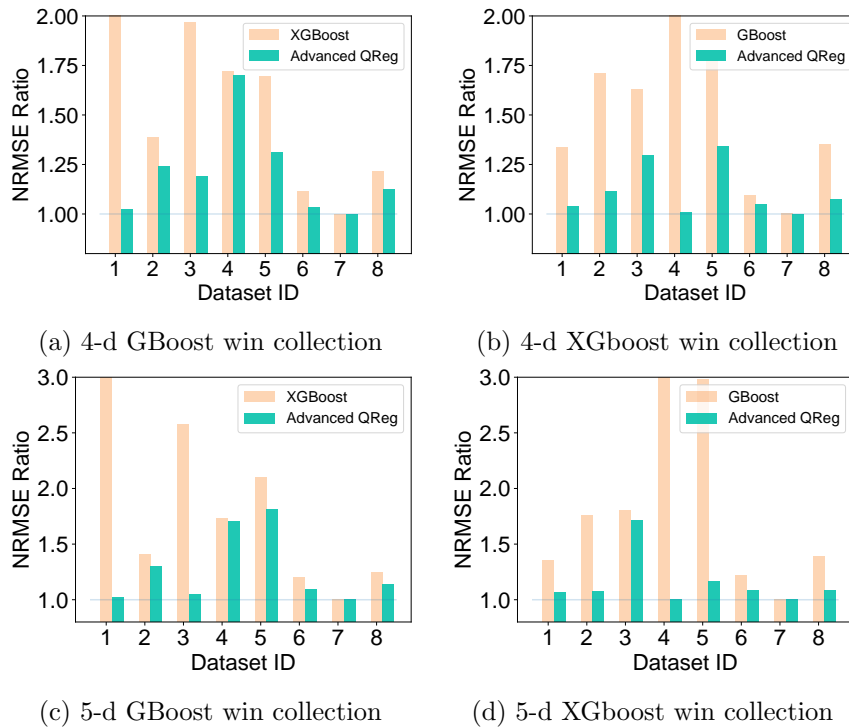 2.00
1.75
1.50
1.25
1.00
NRMSE Ratio
XGBoost
Advanced QReg
1 2 3 4 5 6 7 8
Dataset ID
(a) 4-d GBoost win collection
2.00
1.75
1.50
1.25
1.00
NRMSE Ratio
GBoost
Advanced QReg
1 2 3 4 5 6 7 8
Dataset ID
(b) 4-d XGboost win collection
3.0
2.5
2.0
1.5
1.0
NRMSE Ratio
XGBoost
Advanced QReg
1 2 3 4 5 6 7 8
Dataset ID
(c) 5-d GBoost win collection
3.0
2.5
2.0
1.5
1.0
NRMSE Ratio
GBoost
Advanced QReg
1 2 3 4 5 6 7 8
Dataset ID
(d) 5-d XGboost win collection